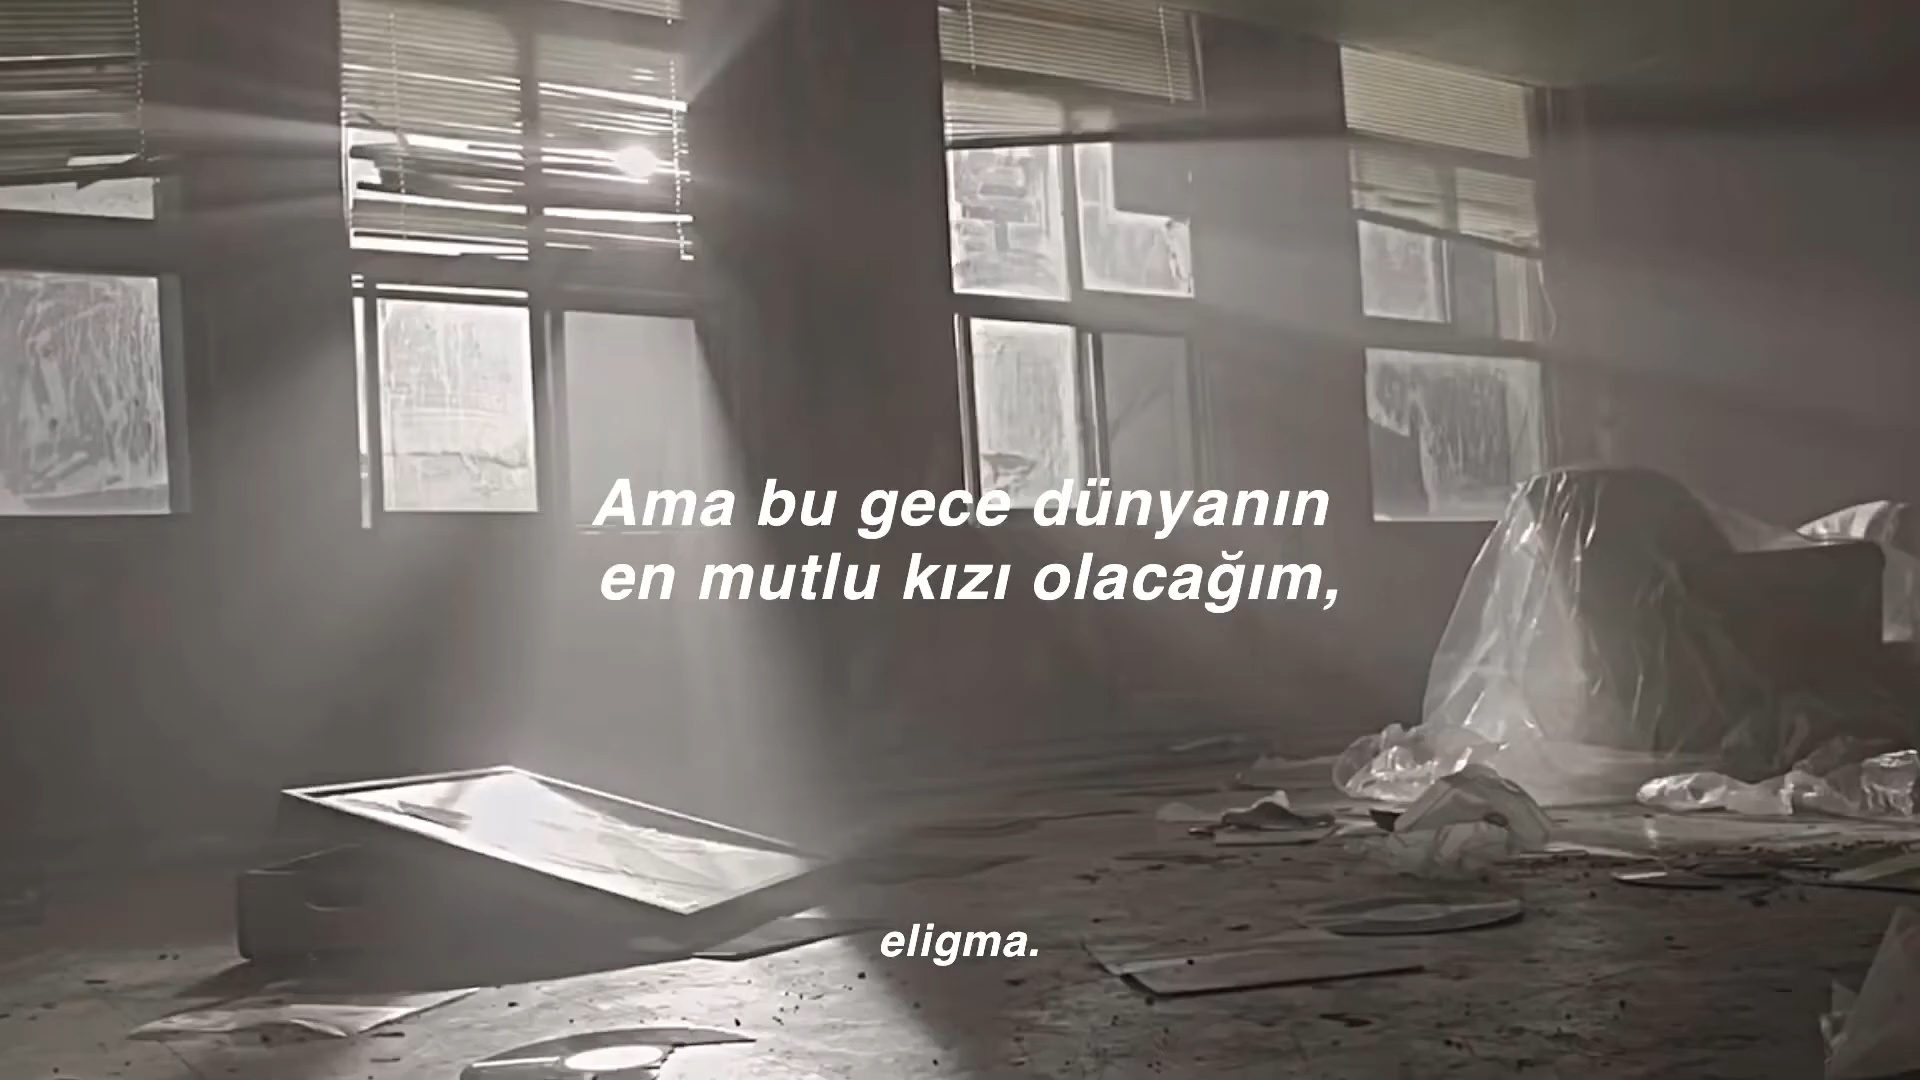 Ama bu gece dünyanın
en mutlu kızı olacağım,
eligma.